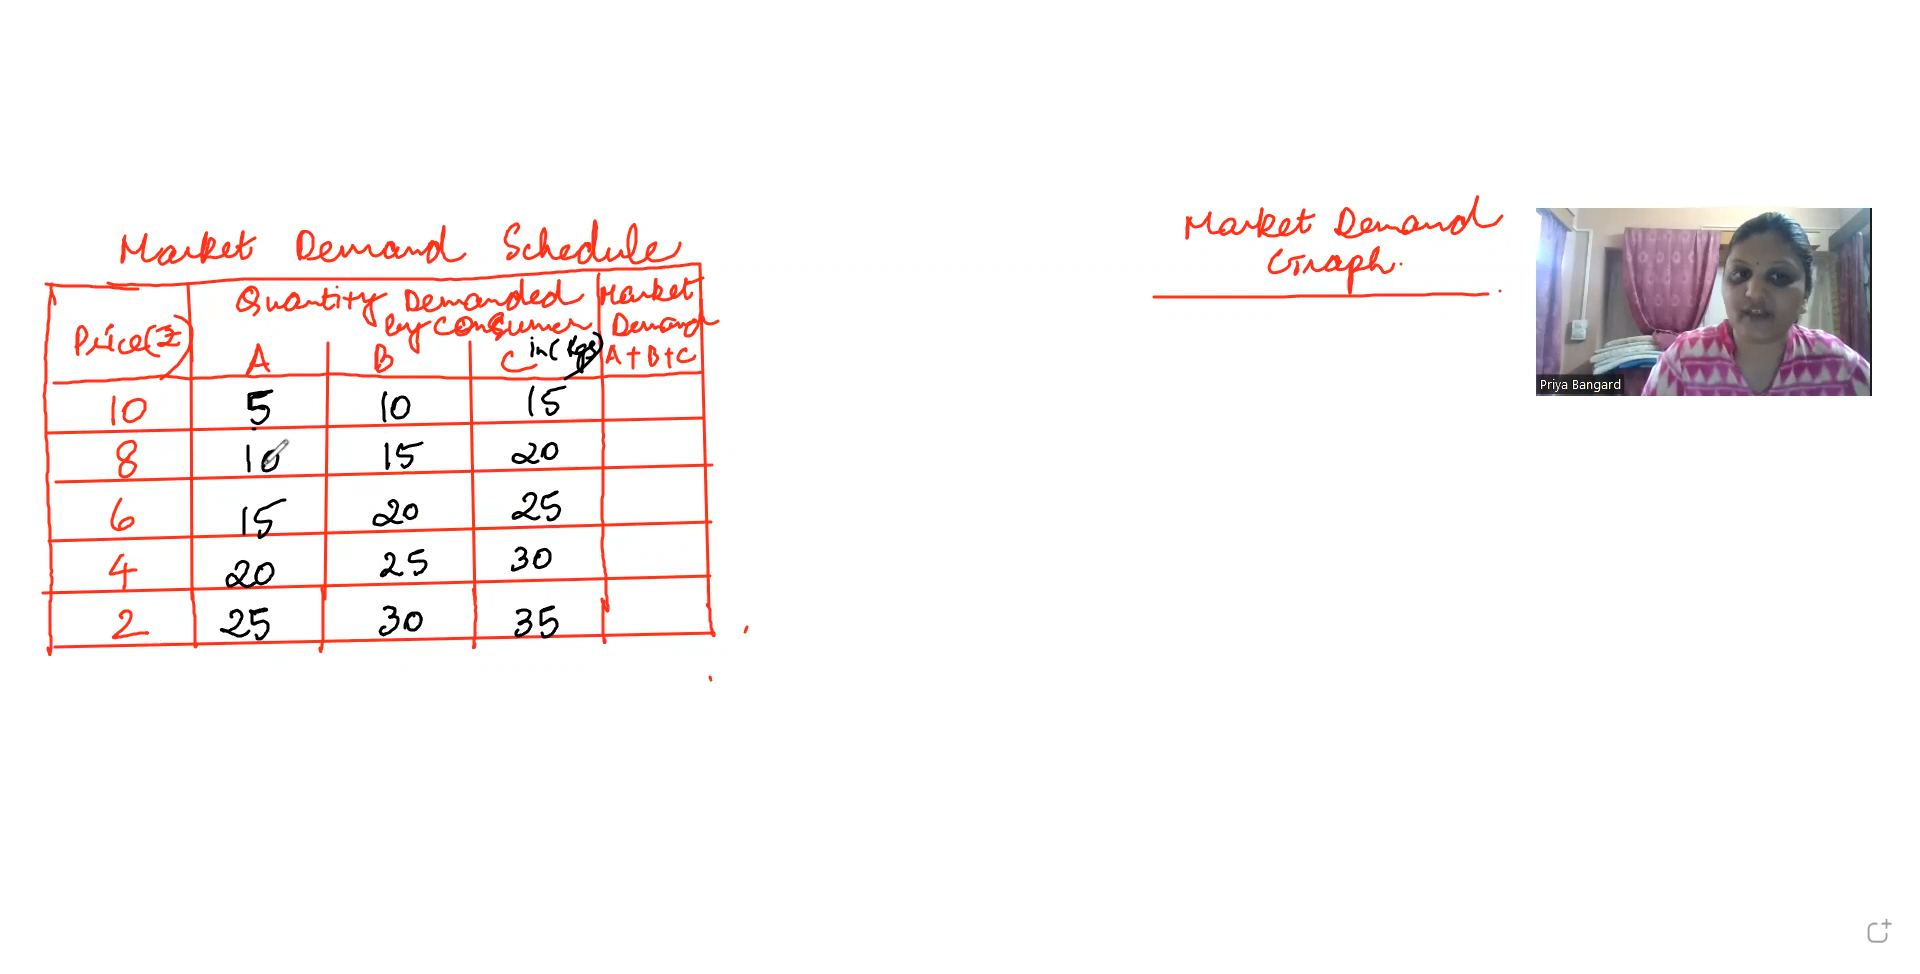 Market Demand Schedule
Price(₹)
Quantity Demanded
by consumer
in(kgs)
A B C
Market
Demand
A+B+C
10 5 10 15
8 10 15 20
6 15 20 25
4 20 25 30
2 25 30 35
Market Demand
Graph.
Priya Bangard